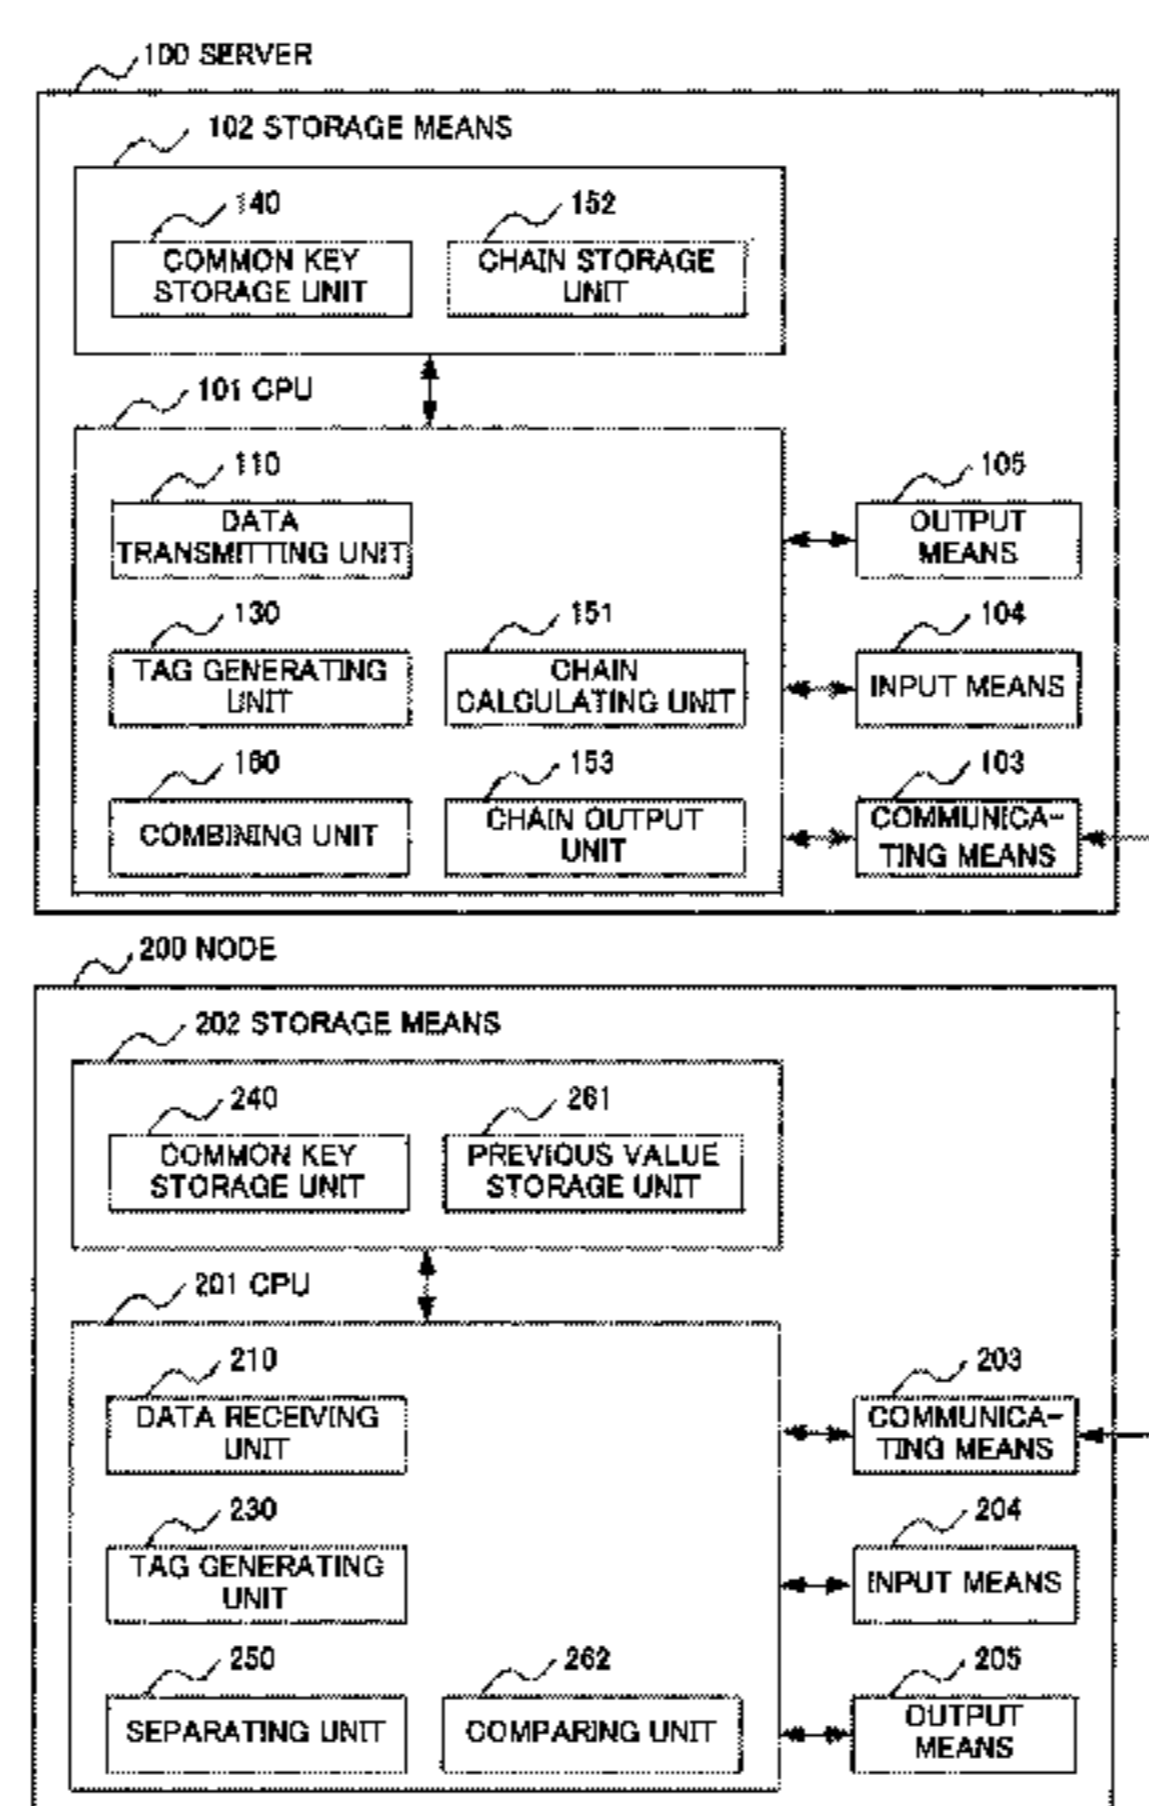 100 SERVER
102 STORAGE MEANS
140
152
COMMON KEY
STORAGE UNIT
CHAIN STORAGE
UNIT
101 CPU
110
105
DATA
TRANSMITTING UNIT
OUTPUT
MEANS
130
151
104
TAG GENERATING
UNIT
CHAIN
CALCULATING UNIT
INPUT MEANS
160
153
103
COMBINING UNIT
CHAIN OUTPUT
UNIT
COMMUNICA-
TING MEANS
200 NODE
202 STORAGE MEANS
240
261
COMMON KEY
STORAGE UNIT
PREVIOUS VALUE
STORAGE UNIT
201 CPU
210
203
DATA RECEIVING
UNIT
COMMUNICA-
TING MEANS
230
204
TAG GENERATING
UNIT
INPUT MEANS
250
262
205
SEPARATING UNIT
COMPARING UNIT
OUTPUT
MEANS